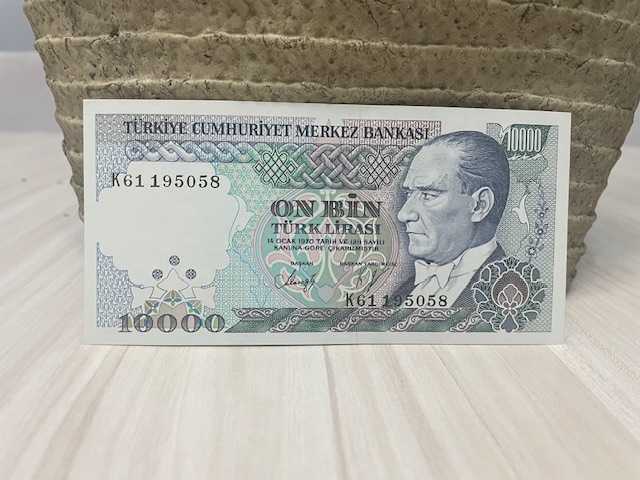 TÜRKİYE CUMHURİYET MERKEZ BANKASI
10000
K61 195058
ON BİN
TÜRK LİRASI
14 OCAK 1970 TARİH VE 1211 SAYILI
KANUNA GÖRE ÇIKARILMIŞTIR.
BAŞKAN
K61 195058
10000